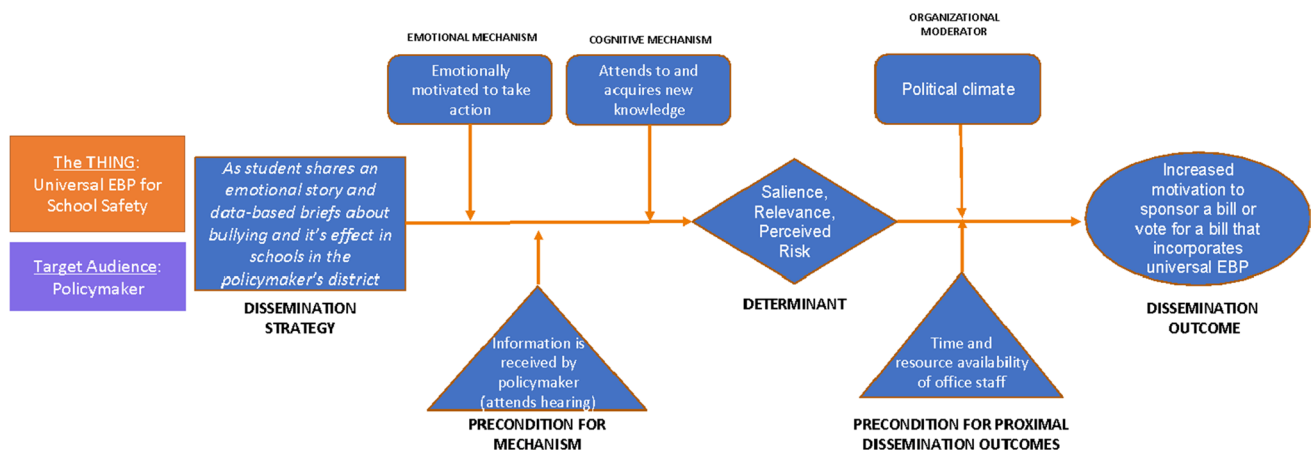 The THING:
Universal EBP for
School Safety
Target Audience:
Policymaker
As student shares an
emotional story and
data-based briefs about
bullying and it's effect in
schools in the
policymaker's district
DISSEMINATION
STRATEGY
EMOTIONAL MECHANISM
Emotionally
motivated to take
action
COGNITIVE MECHANISM
Attends to and
acquires new
knowledge
Information is
received by
policymaker
(attends hearing)
PRECONDITION FOR
MECHANISM
Salience,
Relevance,
Perceived
Risk
DETERMINANT
ORGANIZATIONAL
MODERATOR
Political climate
Time and
resource availability
of office staff
PRECONDITION FOR PROXIMAL
DISSEMINATION OUTCOMES
Increased
motivation to
sponsor a bill or
vote for a bill that
incorporates
universal EBP
DISSEMINATION
OUTCOME